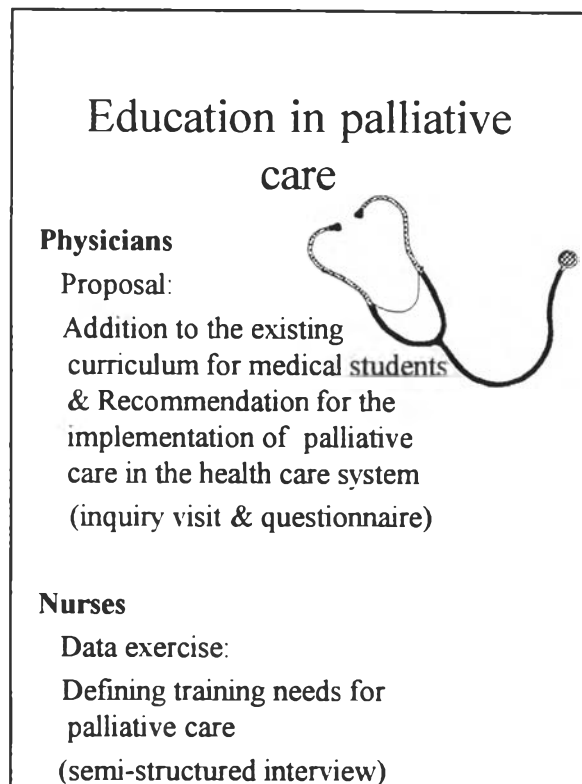 Education in palliative
care
Physicians
Proposal:
Addition to the existing
curriculum for medical students
& Recommendation for the
implementation of palliative
care in the health care system
(inquiry visit & questionnaire)
Nurses
Data exercise:
Defining training needs for
palliative care
(semi-structured interview)